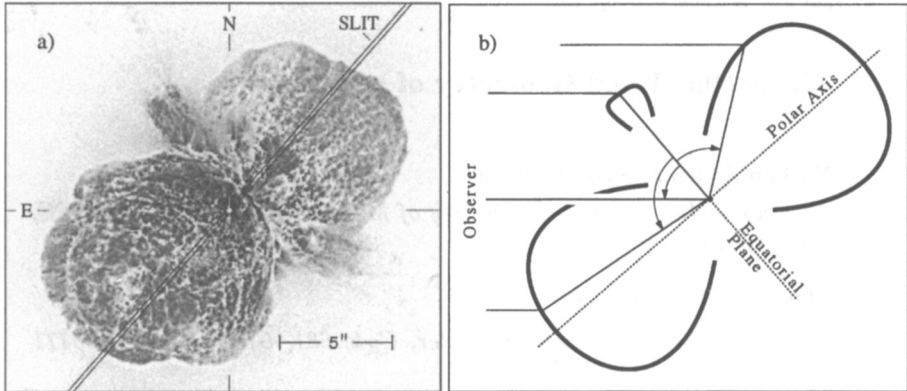 a)
N
SLIT
E
5"
b)
Observer
Polar Axis
Equatorial
Plane